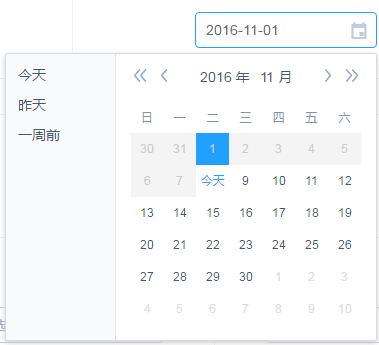 2016-11-01
今天
昨天
一周前
2016 年 11 月
日 一 二 三 四 五 六
30 31 1 2 3 4 5
6 7 今天 9 10 11 12
13 14 15 16 17 18 19
20 21 22 23 24 25 26
27 28 29 30 1 2 3
4 5 6 7 8 9 10